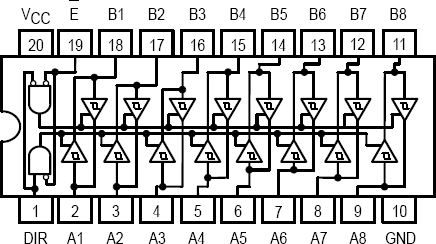 VCC E B1 B2 B3 B4 B5 B6 B7 B8
20 19 18 17 16 15 14 13 12 11
1 2 3 4 5 6 7 8 9 10
DIR A1 A2 A3 A4 A5 A6 A7 A8 GND